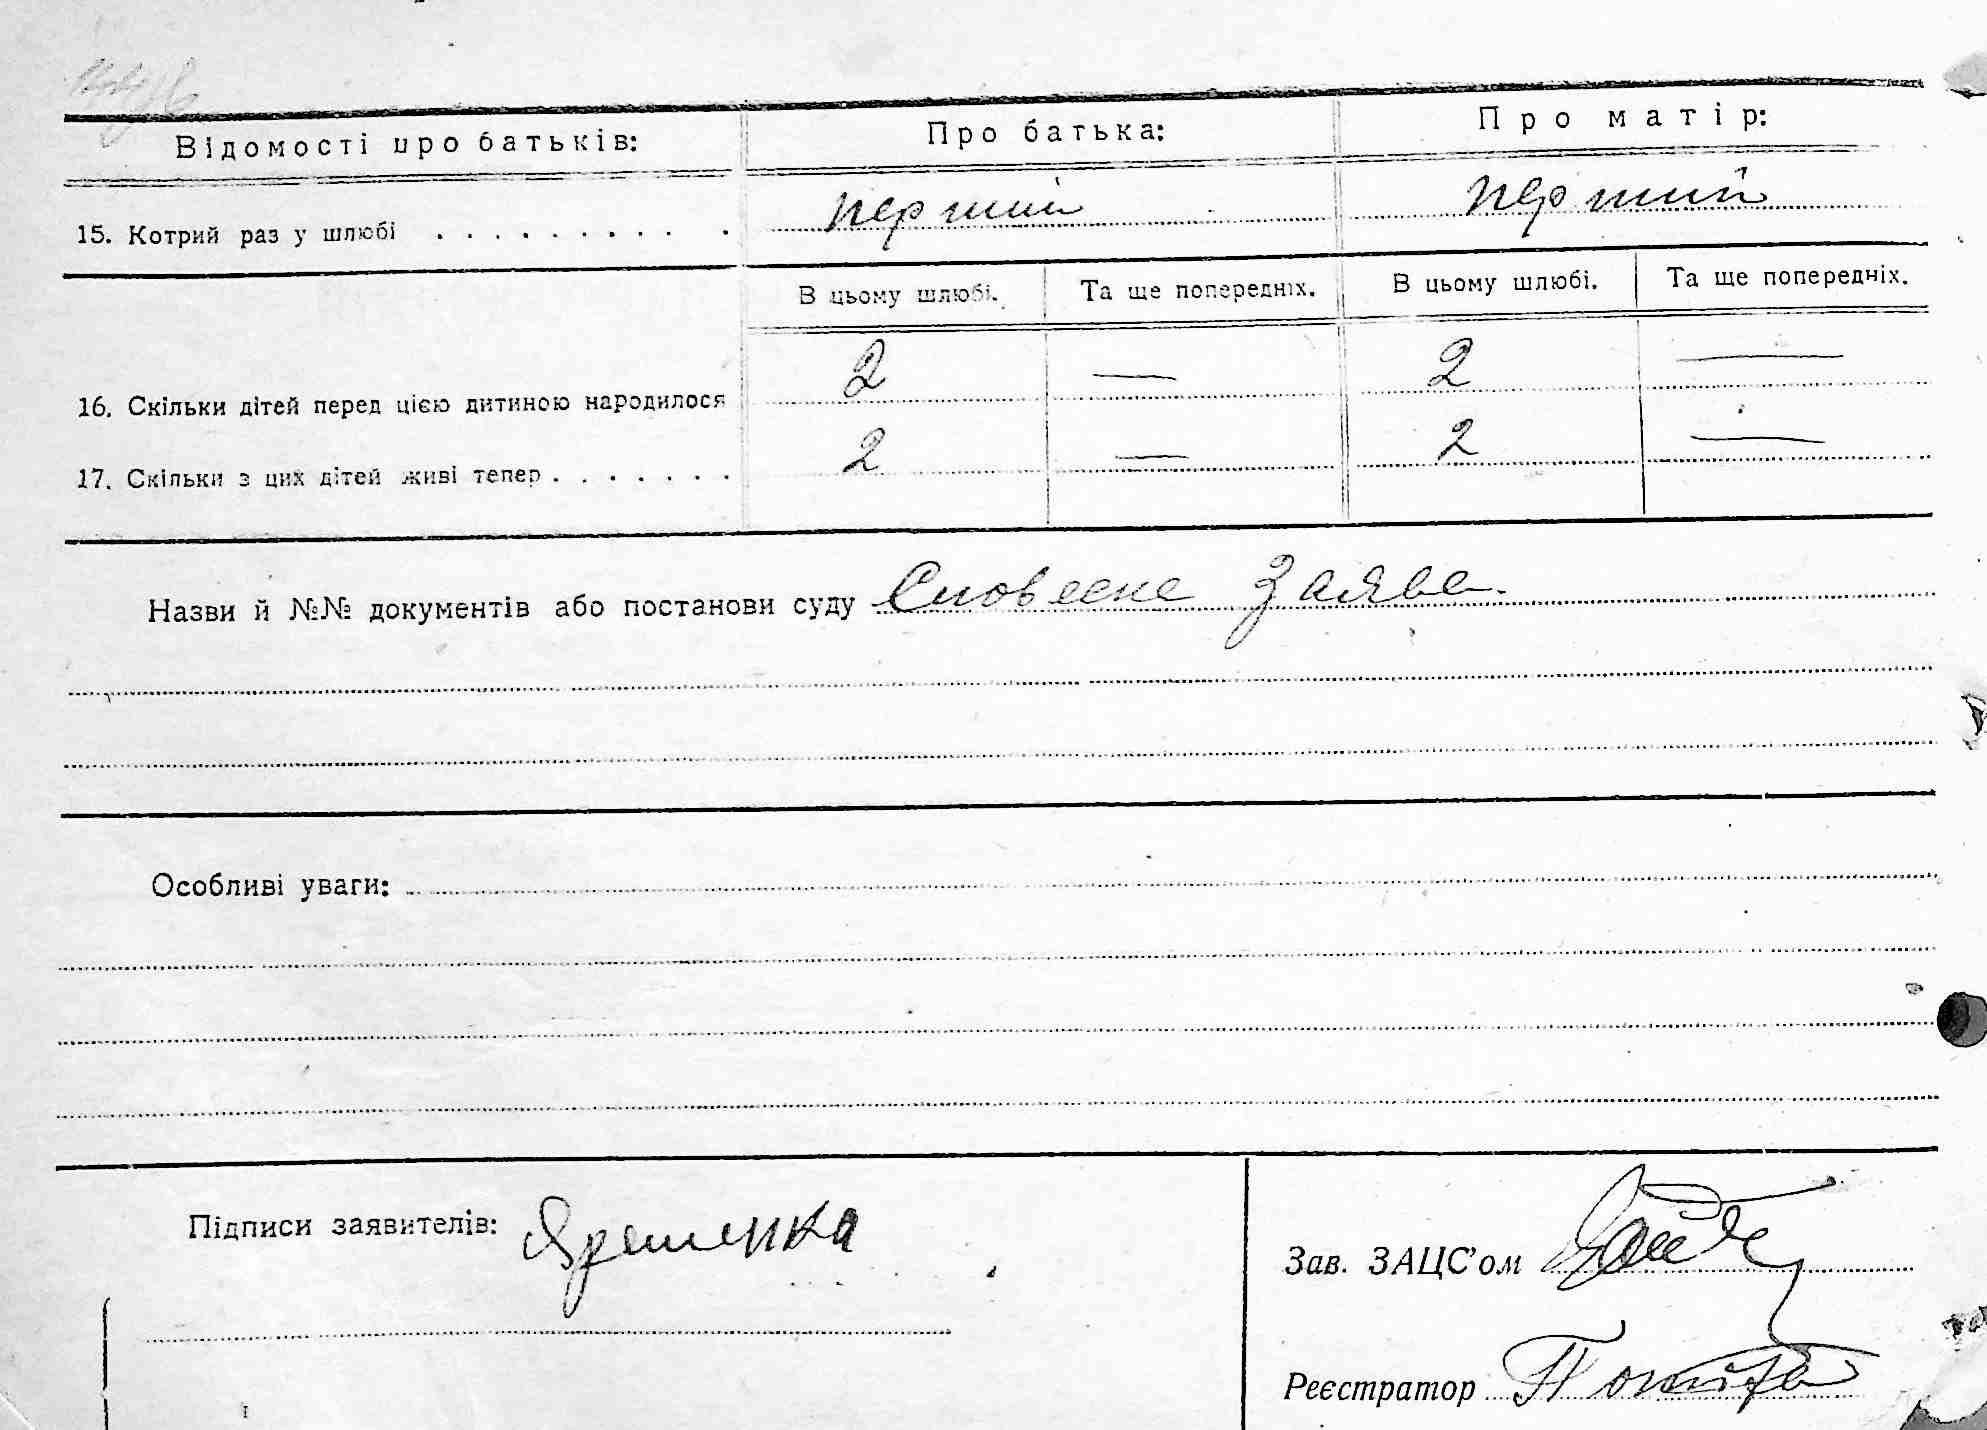 Відомості про батьків: Про батька: Про матір:
15. Котрий раз у шлюбі . . . . . . . . . . перший перший
В цьому шлюбі. Та ще попередніх. В цьому шлюбі. Та ще попередніх.
16. Скільки дітей перед цією дитиною народилося 2 — 2 —
17. Скільки з цих дітей живі тепер . . . . . . . 2 — 2 —
Назви й №№ документів або постанови суду Словесне Заява.
Особливі уваги:
Підписи заявителів: Яременка
Зав. ЗАЦС'ом
Реєстратор